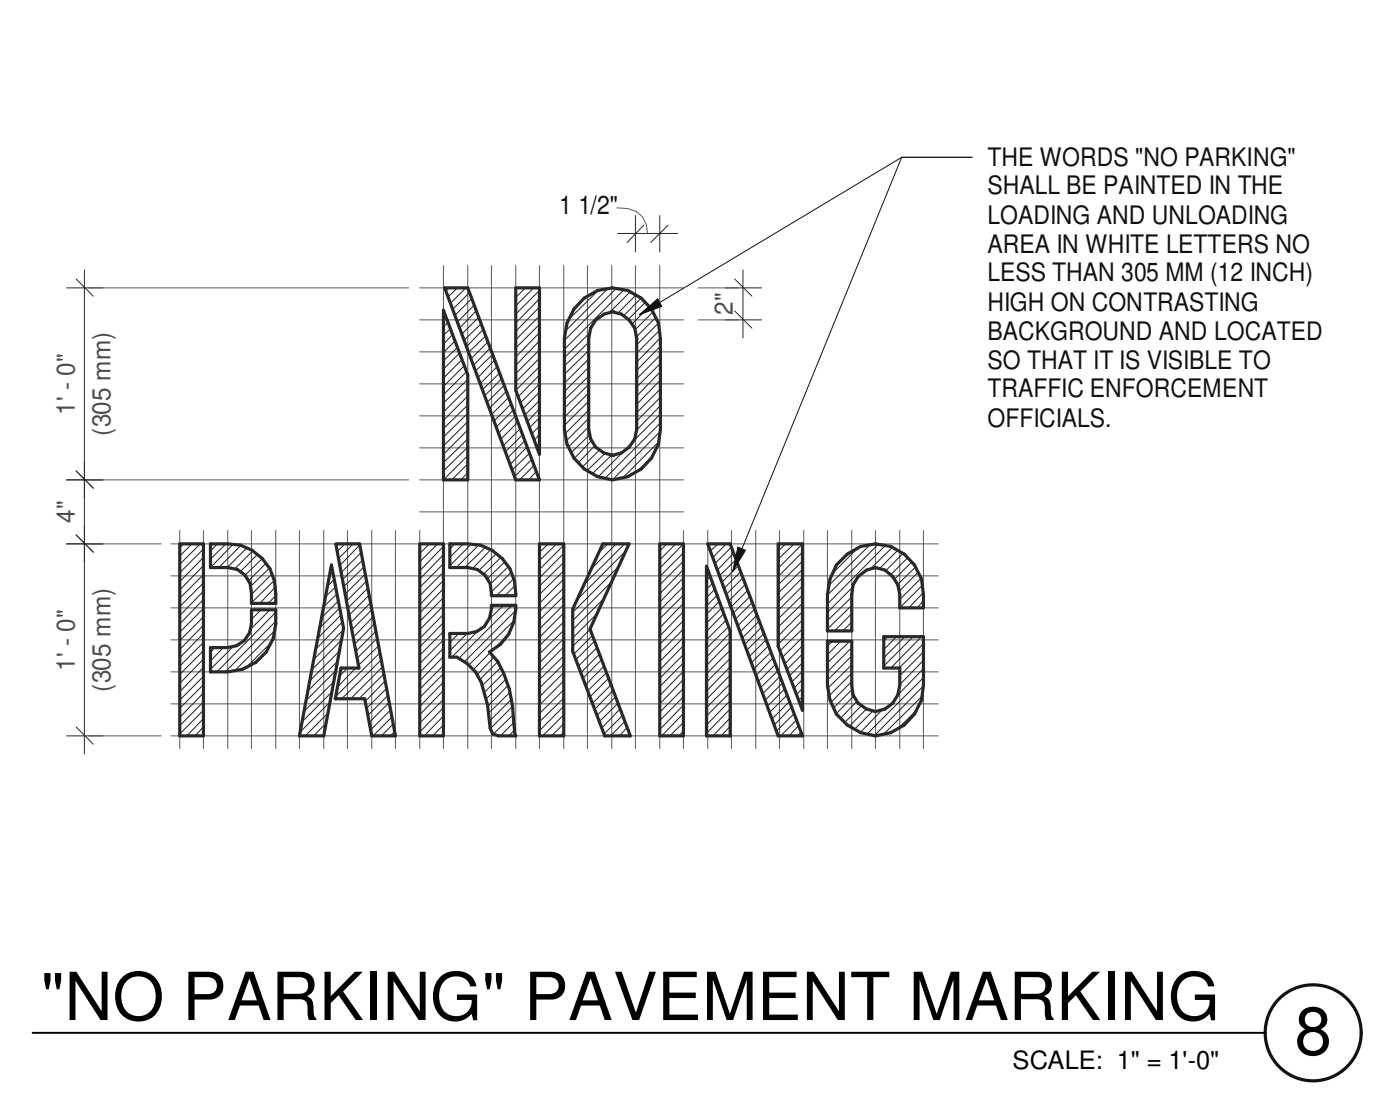 THE WORDS "NO PARKING"
SHALL BE PAINTED IN THE
LOADING AND UNLOADING
AREA IN WHITE LETTERS NO
LESS THAN 305 MM (12 INCH)
HIGH ON CONTRASTING
BACKGROUND AND LOCATED
SO THAT IT IS VISIBLE TO
TRAFFIC ENFORCEMENT
OFFICIALS.
1 1/2"
2"
1' - 0"
(305 mm)
NO
4"
1' - 0"
(305 mm)
PARKING
"NO PARKING" PAVEMENT MARKING
8
SCALE: 1" = 1'-0"